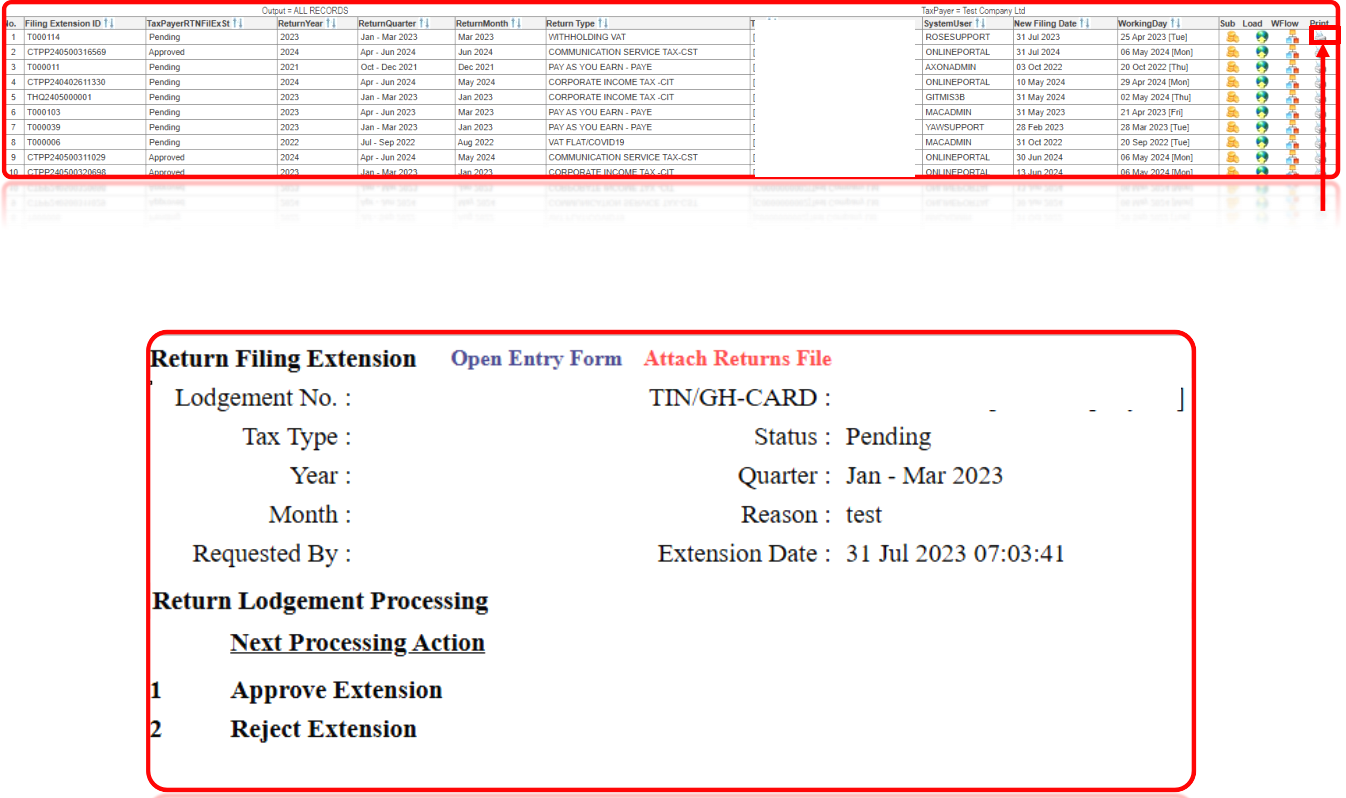 Output = ALL RECORDS TaxPayer = Test Company Ltd
No. Filing Extension ID TaxPayerRTNFilExSt ReturnYear ReturnQuarter ReturnMonth Return Type SystemUser New Filing Date WorkingDay Sub Load WFlow Print
1 T000114 Pending 2023 Jan - Mar 2023 Mar 2023 WITHHOLDING VAT [ ROSESUPPORT 31 Jul 2023 25 Apr 2023 [Tue]
2 CTPP240500316569 Approved 2024 Apr - Jun 2024 Jun 2024 COMMUNICATION SERVICE TAX-CST [ ONLINEPORTAL 31 Jul 2024 06 May 2024 [Mon]
3 T000011 Pending 2021 Oct - Dec 2021 Dec 2021 PAY AS YOU EARN - PAYE [ AXONADMIN 03 Oct 2022 20 Oct 2022 [Thu]
4 CTPP240402611330 Pending 2024 Apr - Jun 2024 May 2024 CORPORATE INCOME TAX -CIT [ ONLINEPORTAL 10 May 2024 29 Apr 2024 [Mon]
5 THQ2405000001 Pending 2023 Jan - Mar 2023 Jan 2023 CORPORATE INCOME TAX -CIT [ GITMIS3B 31 May 2024 02 May 2024 [Thu]
6 T000103 Pending 2023 Apr - Jun 2023 Mar 2023 PAY AS YOU EARN - PAYE [ MACADMIN 31 May 2023 21 Apr 2023 [Fri]
7 T000039 Pending 2023 Jan - Mar 2023 Jan 2023 PAY AS YOU EARN - PAYE [ YAWSUPPORT 28 Feb 2023 28 Mar 2023 [Tue]
8 T000006 Pending 2022 Jul - Sep 2022 Aug 2022 VAT FLAT/COVID19 [ MACADMIN 31 Oct 2022 20 Sep 2022 [Tue]
9 CTPP240500311029 Approved 2024 Apr - Jun 2024 May 2024 COMMUNICATION SERVICE TAX-CST [ ONLINEPORTAL 30 Jun 2024 06 May 2024 [Mon]
10 CTPP240500320698 Approved 2023 Jan - Mar 2023 Jan 2023 CORPORATE INCOME TAX -CIT [ ONLINEPORTAL 13 Jun 2024 06 May 2024 [Mon]
Return Filing Extension Open Entry Form Attach Returns File
Lodgement No. : TIN/GH-CARD : ]
Tax Type : Status : Pending
Year : Quarter : Jan - Mar 2023
Month : Reason : test
Requested By : Extension Date : 31 Jul 2023 07:03:41
Return Lodgement Processing
Next Processing Action
1 Approve Extension
2 Reject Extension